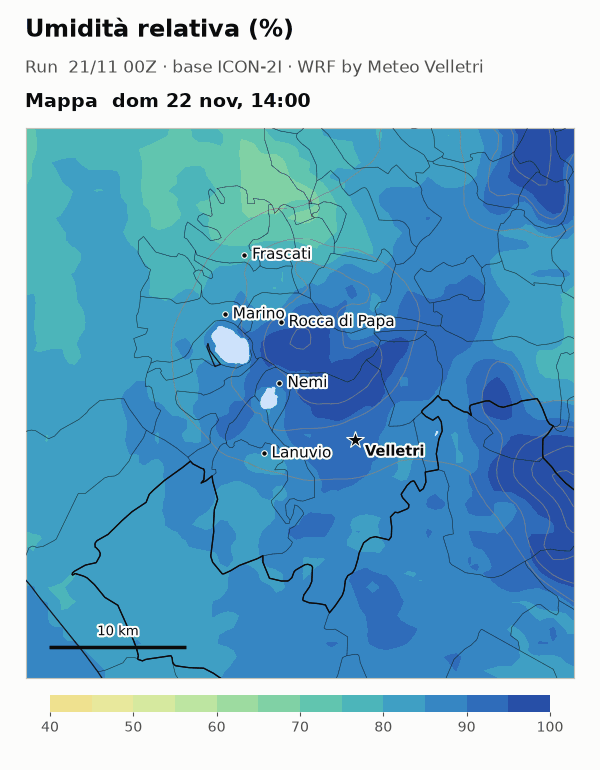 Umidità relativa (%)
Run  21/11 00Z · base ICON-2I · WRF by Meteo Velletri
Mappa  dom 22 nov, 14:00
Frascati
Marino
Rocca di Papa
Nemi
Velletri
Lanuvio
10 km
40 50 60 70 80 90 100